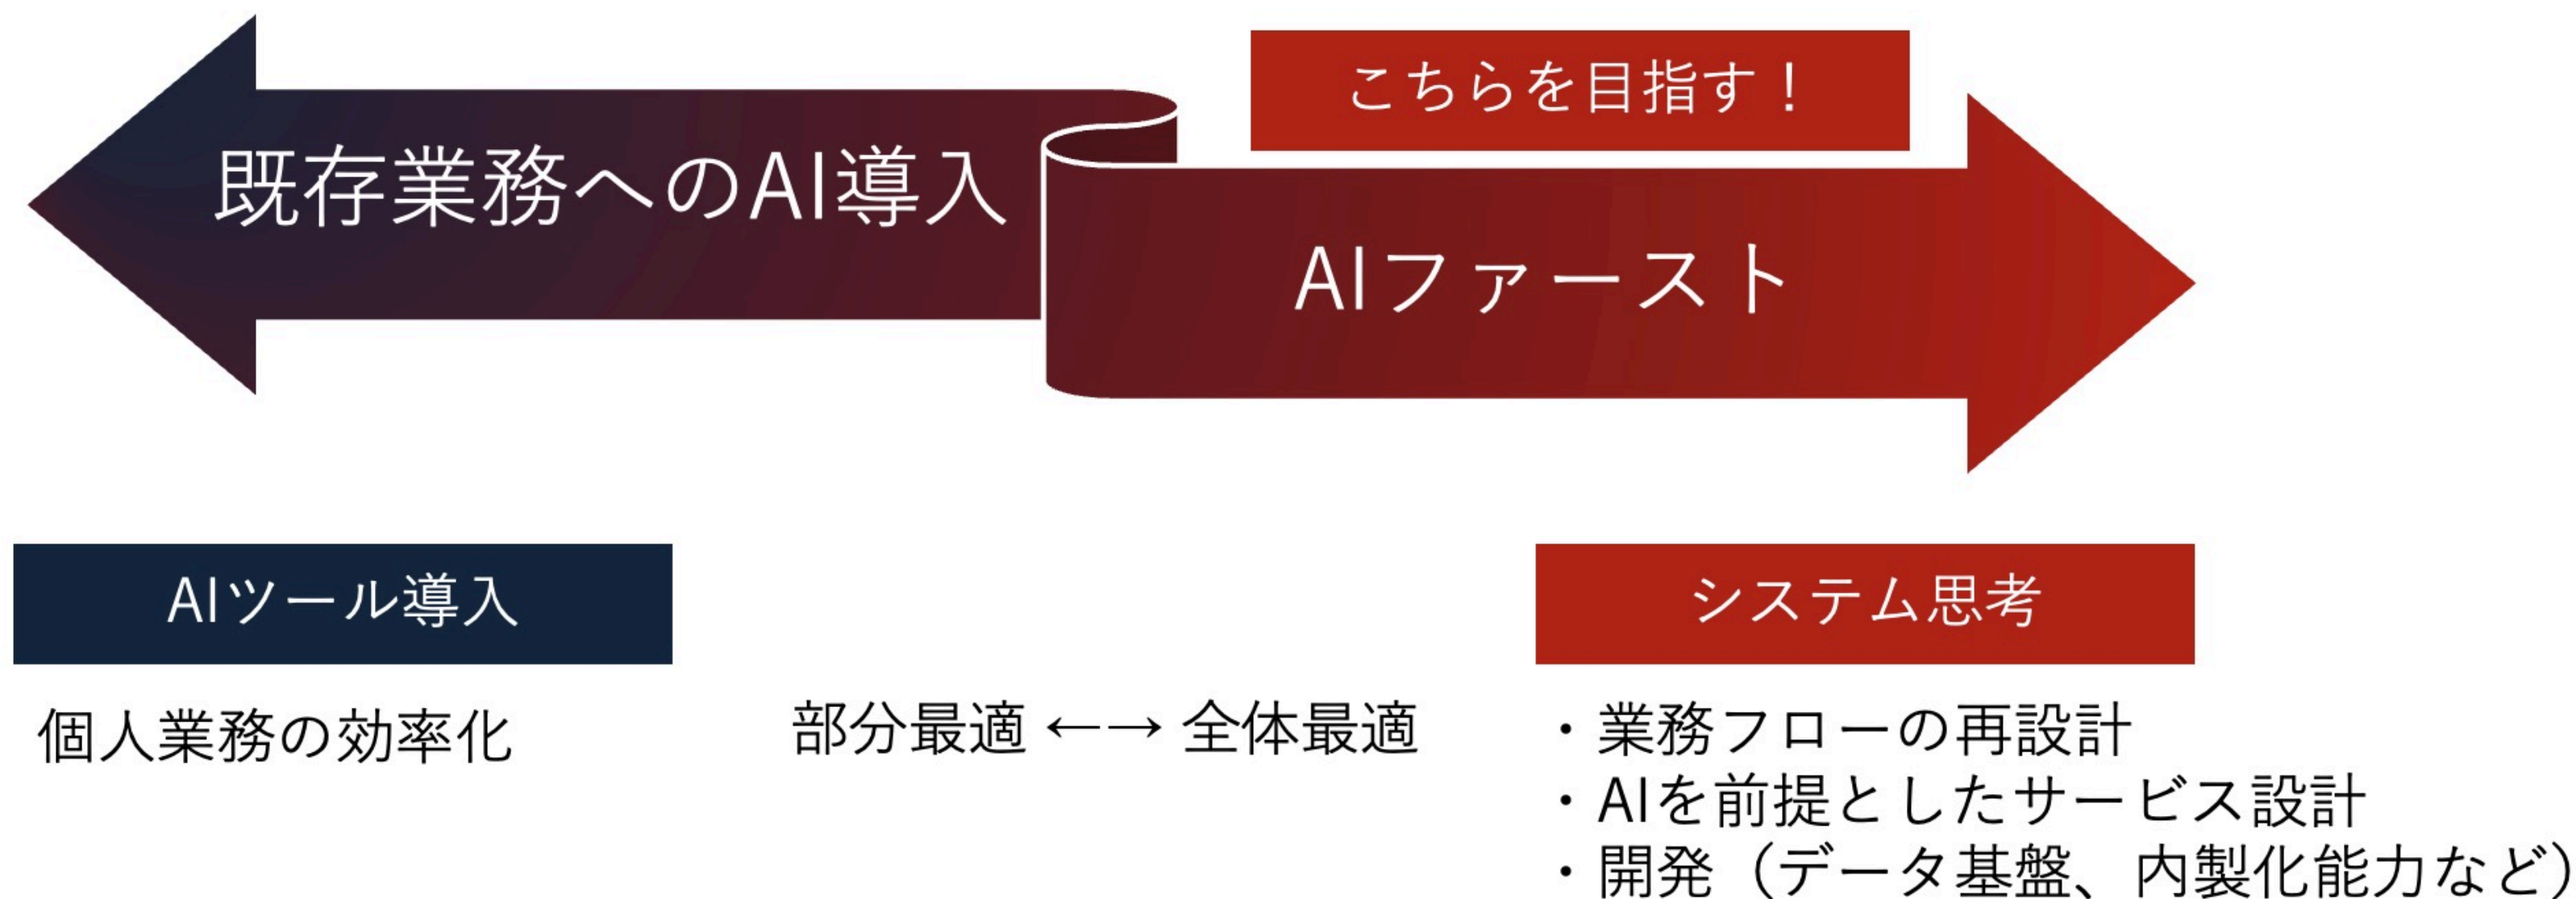 こちらを目指す！
既存業務へのAI導入
AIファースト
AIツール導入
個人業務の効率化
部分最適 ←→ 全体最適
システム思考
・業務フローの再設計
・AIを前提としたサービス設計
・開発（データ基盤、内製化能力など）